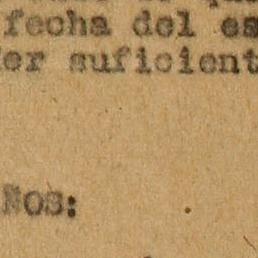 fecha del es
er suficient
Nos: